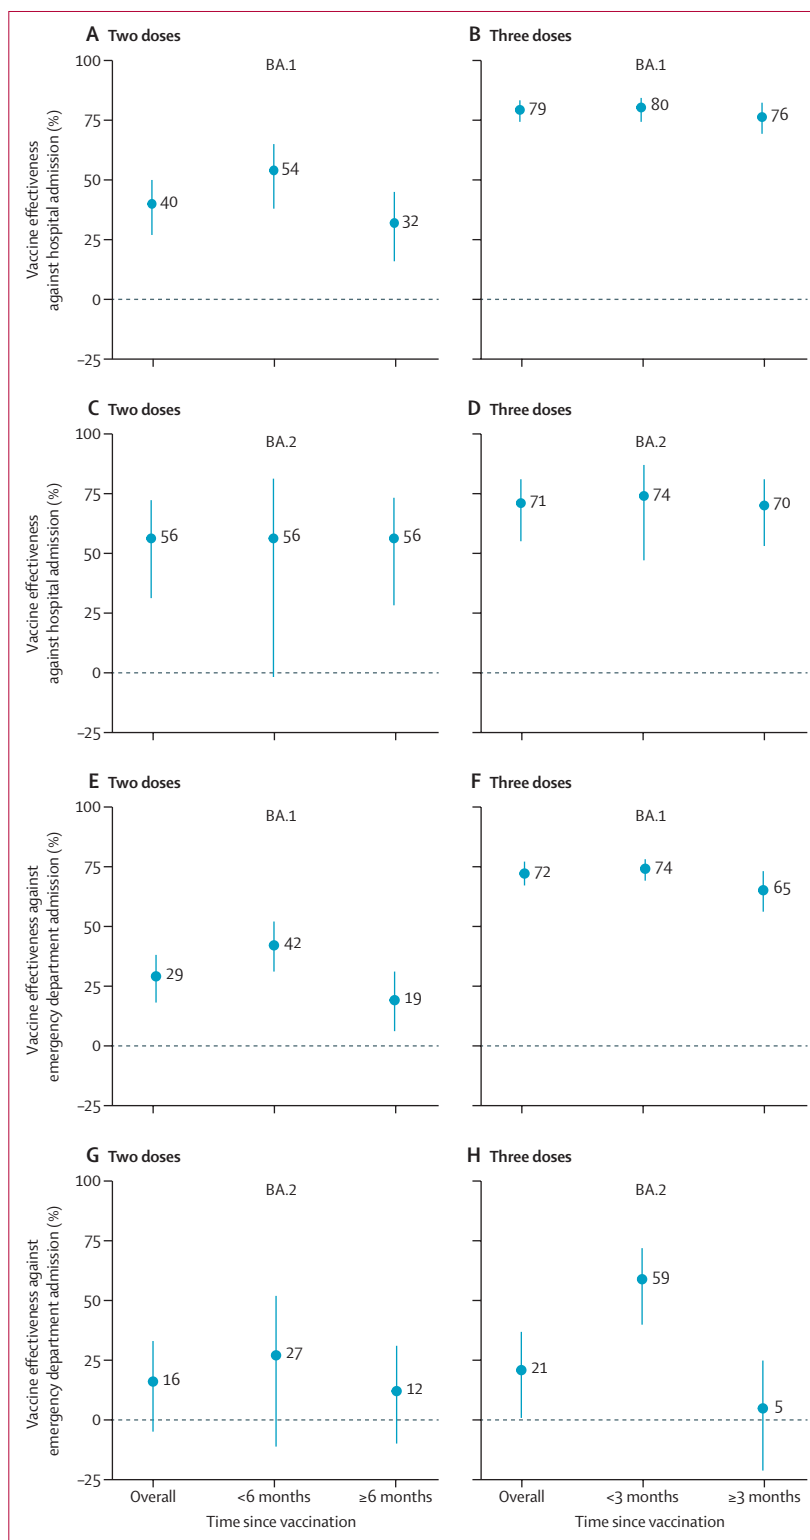 A Two doses
BA.1
Vaccine effectiveness
against hospital admission (%)
100
75
50
25
0
–25
40
54
32
B Three doses
BA.1
79
80
76
C Two doses
BA.2
Vaccine effectiveness
against hospital admission (%)
100
75
50
25
0
–25
56
56
56
D Three doses
BA.2
71
74
70
E Two doses
BA.1
Vaccine effectiveness against
emergency department admission (%)
100
75
50
25
0
–25
29
42
19
F Three doses
BA.1
72
74
65
G Two doses
BA.2
Vaccine effectiveness against
emergency department admission (%)
100
75
50
25
0
–25
16
27
12
Overall
<6 months
≥6 months
Time since vaccination
H Three doses
BA.2
21
59
5
Overall
<3 months
≥3 months
Time since vaccination